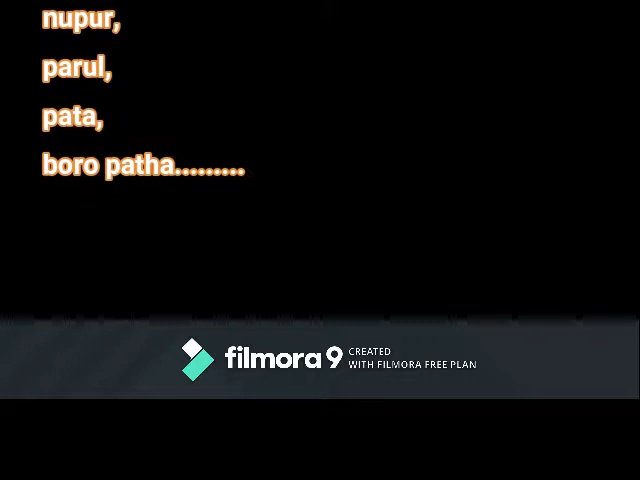 nupur,
parul,
pata,
boro patha.........
filmora 9 CREATED
WITH FILMORA FREE PLAN